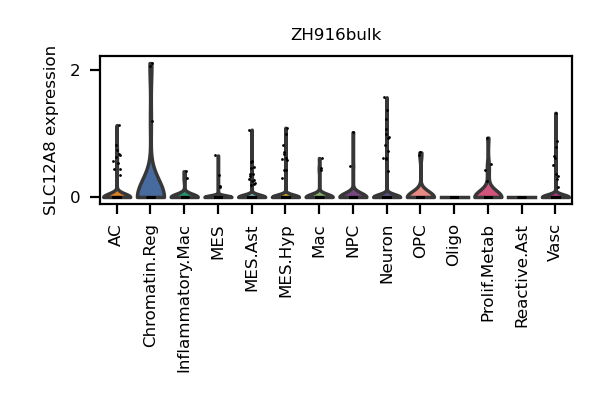 ZH916bulk
SLC12A8 expression
2
0
AC
Chromatin.Reg
Inflammatory.Mac
MES
MES.Ast
MES.Hyp
Mac
NPC
Neuron
OPC
Oligo
Prolif.Metab
Reactive.Ast
Vasc